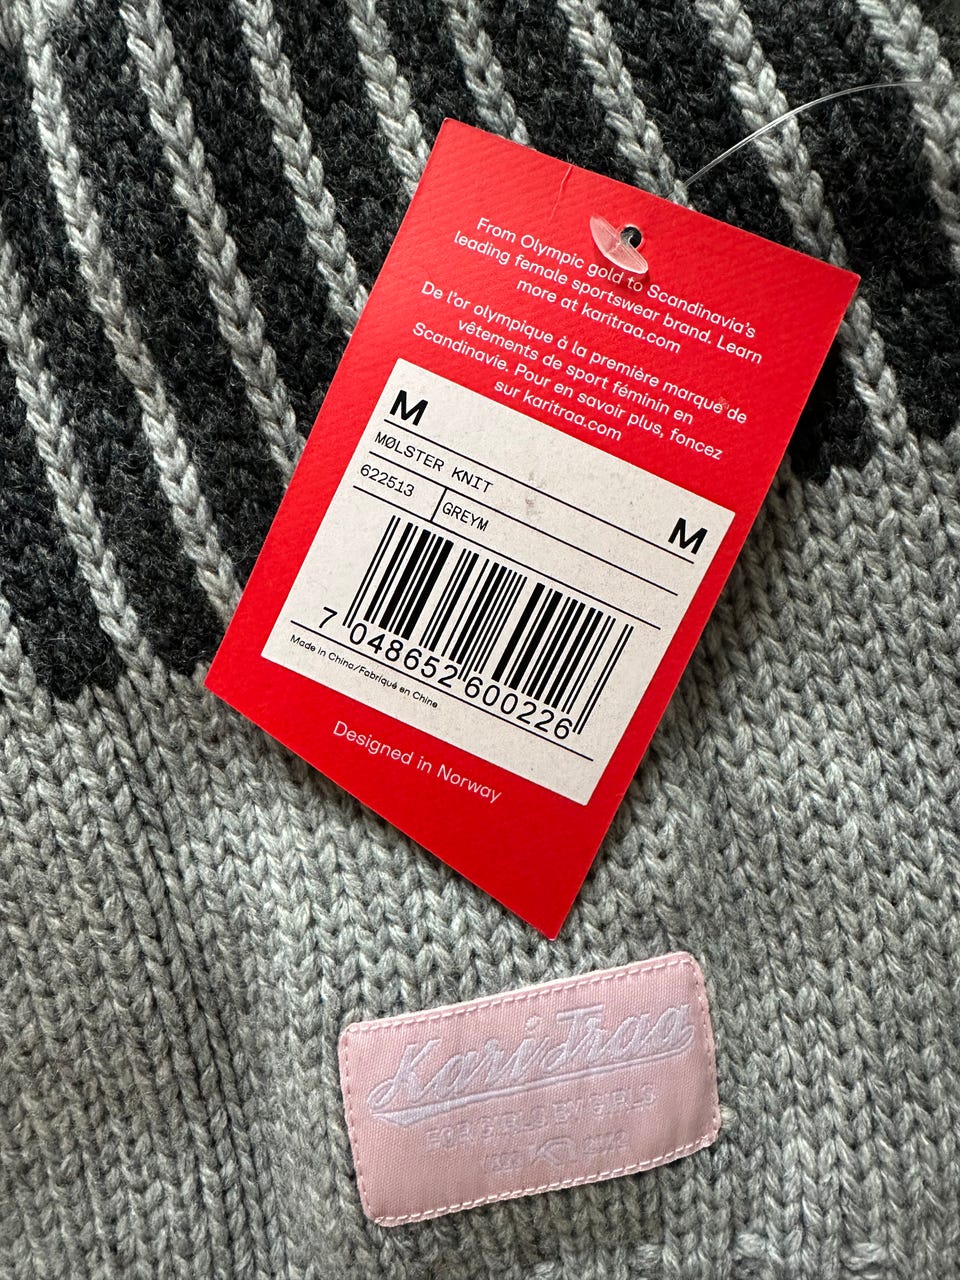 From Olympic gold to Scandinavia's
leading female sportswear brand. Learn
more at karitraa.com
De l'or olympique à la première marque de
vêtements de sport féminin en
Scandinavie. Pour en savoir plus, foncez
sur karitraa.com
M
MØLSTER KNIT
622513
GREYM
M
7 048652 600226
Made in China/Fabriqué en Chine
Designed in Norway
Kari Traa
FOR GIRLS BY GIRLS